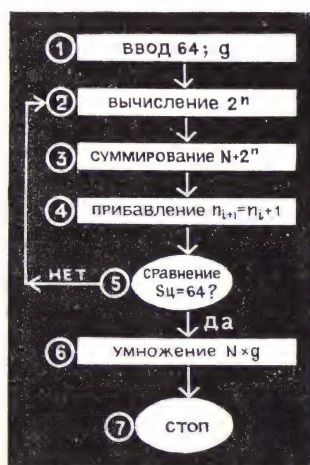 ① ВВОД 64; g
② ВЫЧИСЛЕНИЕ 2ⁿ
③ СУММИРОВАНИЕ N+2ⁿ
④ ПРИБАВЛЕНИЕ nᵢ₊₁=nᵢ+1
НЕТ
⑤ СРАВНЕНИЕ
Sц=64?
да
⑥ УМНОЖЕНИЕ N×g
⑦ СТОП